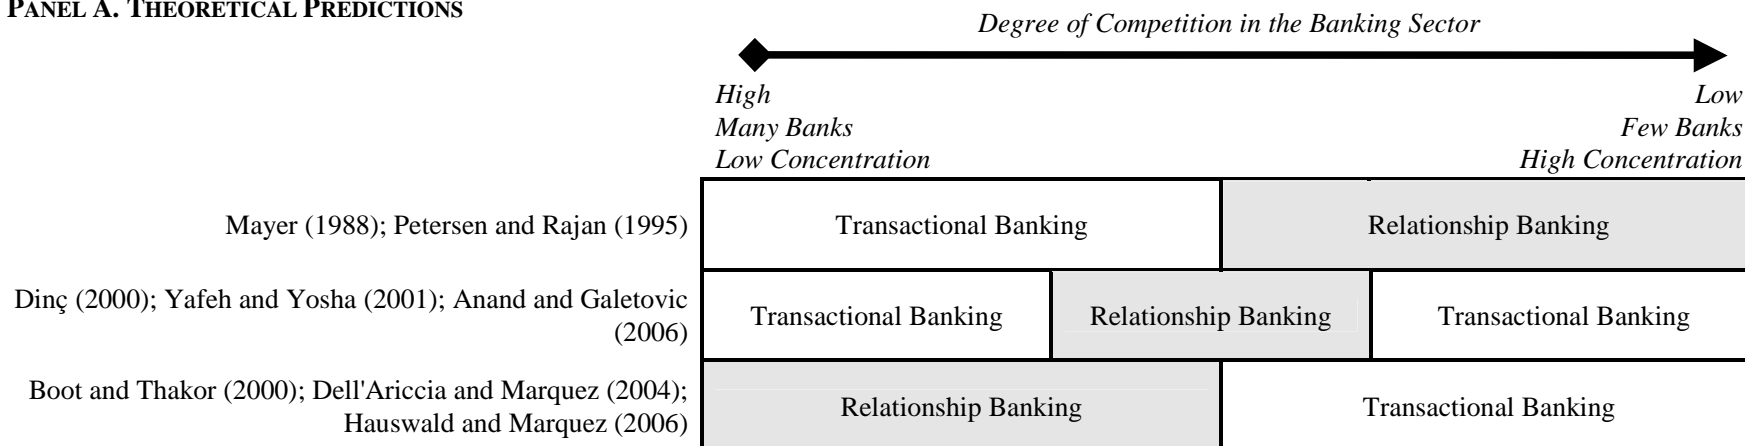 PANEL A. THEORETICAL PREDICTIONS
Degree of Competition in the Banking Sector
High
Low
Many Banks
Few Banks
Low Concentration
High Concentration
Mayer (1988); Petersen and Rajan (1995)
Transactional Banking
Relationship Banking
Dinç (2000); Yafeh and Yosha (2001); Anand and Galetovic
(2006)
Transactional Banking
Relationship Banking
Transactional Banking
Boot and Thakor (2000); Dell'Ariccia and Marquez (2004);
Hauswald and Marquez (2006)
Relationship Banking
Transactional Banking